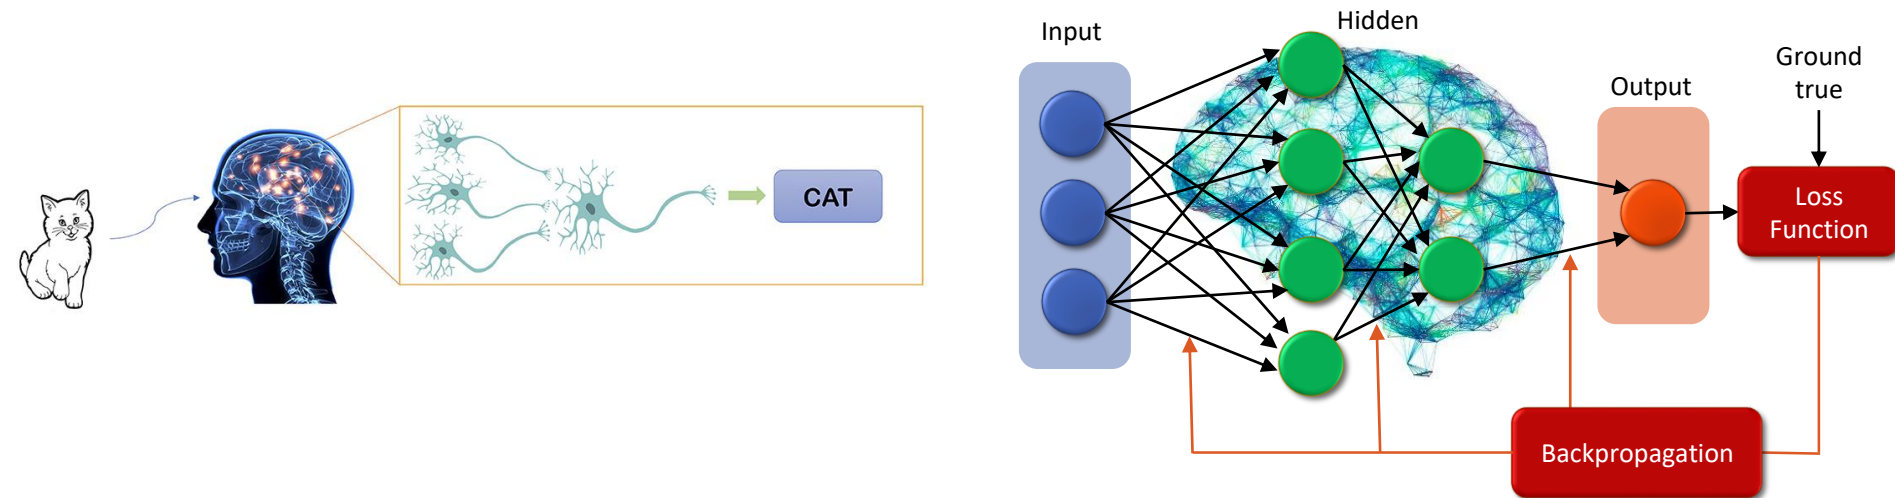 CAT
Input
Hidden
Output
Ground
true
Loss
Function
Backpropagation